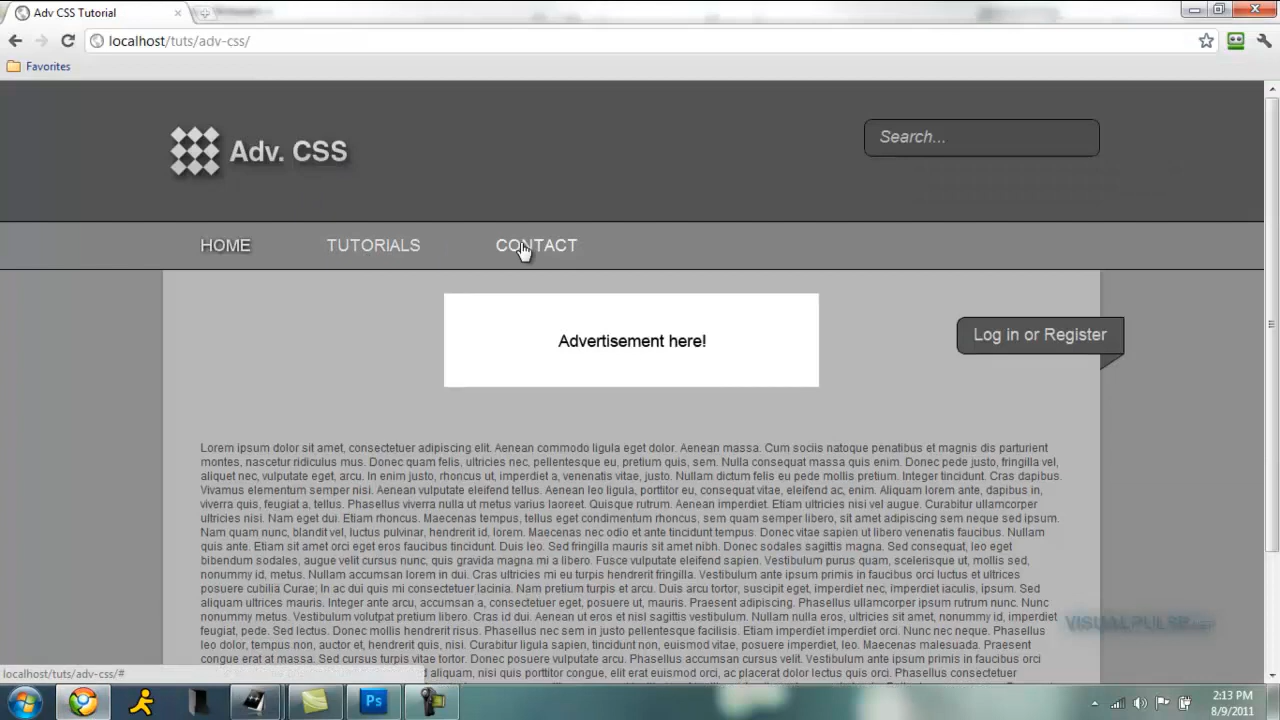 Adv CSS Tutorial
localhost/tuts/adv-css/
Favorites
Adv. CSS
Search...
HOME
TUTORIALS
CONTACT
Advertisement here!
Log in or Register
Lorem ipsum dolor sit amet, consectetuer adipiscing elit. Aenean commodo ligula eget dolor. Aenean massa. Cum sociis natoque penatibus et magnis dis parturient
montes, nascetur ridiculus mus. Donec quam felis, ultricies nec, pellentesque eu, pretium quis, sem. Nulla consequat massa quis enim. Donec pede justo, fringilla vel,
aliquet nec, vulputate eget, arcu. In enim justo, rhoncus ut, imperdiet a, venenatis vitae, justo. Nullam dictum felis eu pede mollis pretium. Integer tincidunt. Cras dapibus.
Vivamus elementum semper nisi. Aenean vulputate eleifend tellus. Aenean leo ligula, porttitor eu, consequat vitae, eleifend ac, enim. Aliquam lorem ante, dapibus in,
viverra quis, feugiat a, tellus. Phasellus viverra nulla ut metus varius laoreet. Quisque rutrum. Aenean imperdiet. Etiam ultricies nisi vel augue. Curabitur ullamcorper
ultricies nisi. Nam eget dui. Etiam rhoncus. Maecenas tempus, tellus eget condimentum rhoncus, sem quam semper libero, sit amet adipiscing sem neque sed ipsum.
Nam quam nunc, blandit vel, luctus pulvinar, hendrerit id, lorem. Maecenas nec odio et ante tincidunt tempus. Donec vitae sapien ut libero venenatis faucibus. Nullam
quis ante. Etiam sit amet orci eget eros faucibus tincidunt. Duis leo. Sed fringilla mauris sit amet nibh. Donec sodales sagittis magna. Sed consequat, leo eget
bibendum sodales, augue velit cursus nunc, quis gravida magna mi a libero. Fusce vulputate eleifend sapien. Vestibulum purus quam, scelerisque ut, mollis sed,
nonummy id, metus. Nullam accumsan lorem in dui. Cras ultricies mi eu turpis hendrerit fringilla. Vestibulum ante ipsum primis in faucibus orci luctus et ultrices
posuere cubilia Curae; In ac dui quis mi consectetuer lacinia. Nam pretium turpis et arcu. Duis arcu tortor, suscipit eget, imperdiet nec, imperdiet iaculis, ipsum. Sed
aliquam ultrices mauris. Integer ante arcu, accumsan a, consectetuer eget, posuere ut, mauris. Praesent adipiscing. Phasellus ullamcorper ipsum rutrum nunc. Nunc
nonummy metus. Vestibulum volutpat pretium libero. Cras id dui. Aenean ut eros et nisl sagittis vestibulum. Nullam nulla eros, ultricies sit amet, nonummy id, imperdiet
feugiat, pede. Sed lectus. Donec mollis hendrerit risus. Phasellus nec sem in justo pellentesque facilisis. Etiam imperdiet imperdiet orci. Nunc nec neque. Phasellus
leo dolor, tempus non, auctor et, hendrerit quis, nisi. Curabitur ligula sapien, tincidunt non, euismod vitae, posuere imperdiet, leo. Maecenas malesuada. Praesent
congue erat at massa. Sed cursus turpis vitae tortor. Donec posuere vulputate arcu. Phasellus accumsan cursus velit. Vestibulum ante ipsum primis in faucibus orci
aliquam, nisi quis porttitor congue, elit erat euismod orci, ac placerat dolor lectus quis orci. Phasellus consectetuer
VISUALPULSE.NET
localhost/tuts/adv-css/#
Ps
2:13 PM
8/9/2011